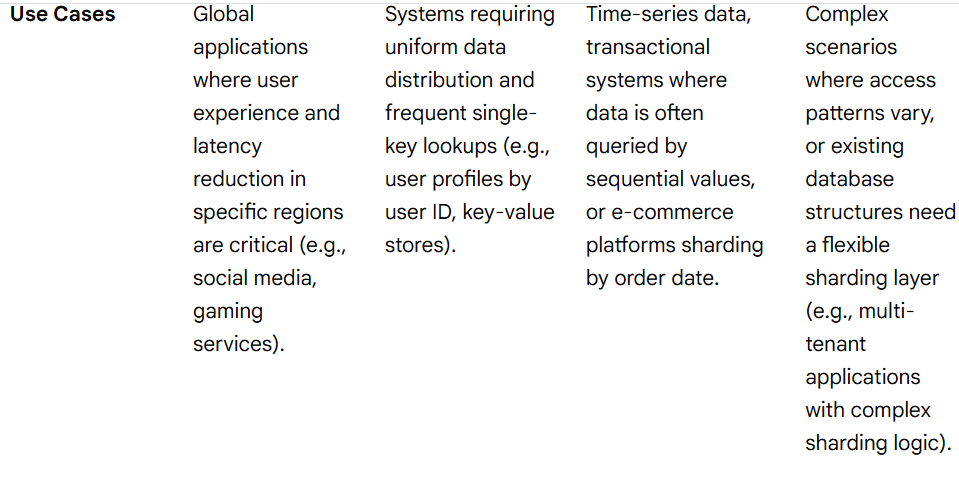 Use Cases
Global
applications
where user
experience and
latency
reduction in
specific regions
are critical (e.g.,
social media,
gaming
services).
Systems requiring
uniform data
distribution and
frequent single-
key lookups (e.g.,
user profiles by
user ID, key-value
stores).
Time-series data,
transactional
systems where
data is often
queried by
sequential values,
or e-commerce
platforms sharding
by order date.
Complex
scenarios
where access
patterns vary,
or existing
database
structures need
a flexible
sharding layer
(e.g., multi-
tenant
applications
with complex
sharding logic).